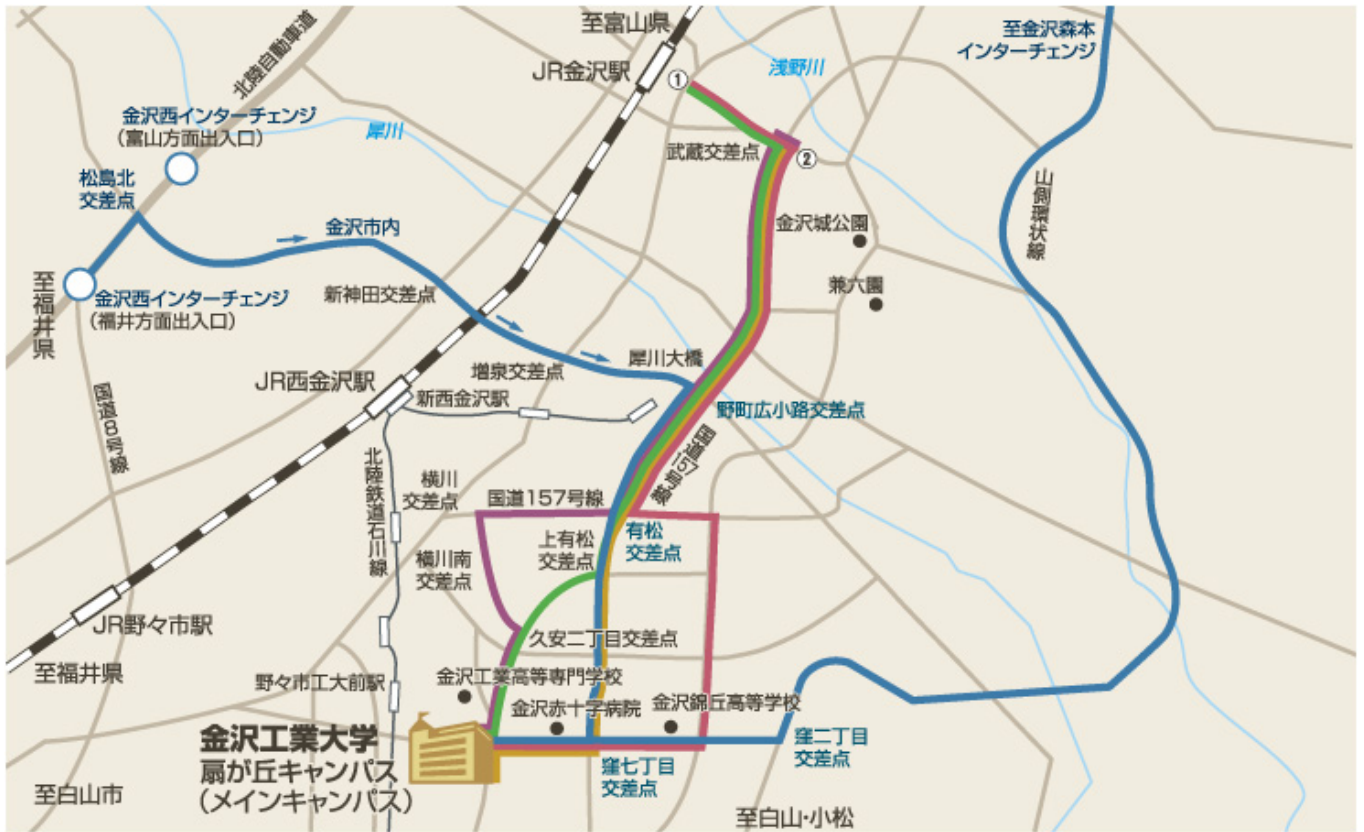 至富山県
JR金沢駅
①
浅野川
至金沢森本
インターチェンジ
北陸自動車道
金沢西インターチェンジ
(富山方面出入口)
犀川
武蔵交差点
②
松島北
交差点
金沢市内
金沢城公園
山側環状線
兼六園
至福井県
金沢西インターチェンジ
(福井方面出入口)
新神田交差点
犀川大橋
増泉交差点
JR西金沢駅
新西金沢駅
野町広小路交差点
国道8号線
国道157号線
北陸鉄道石川線
横川
交差点
国道157号線
上有松
交差点
有松
交差点
横川南
交差点
JR野々市駅
久安二丁目交差点
至福井県
野々市工大前駅
金沢工業高等専門学校
金沢赤十字病院
金沢錦丘高等学校
金沢工業大学
扇が丘キャンパス
(メインキャンパス)
窪七丁目
交差点
窪二丁目
交差点
至白山市
至白山・小松